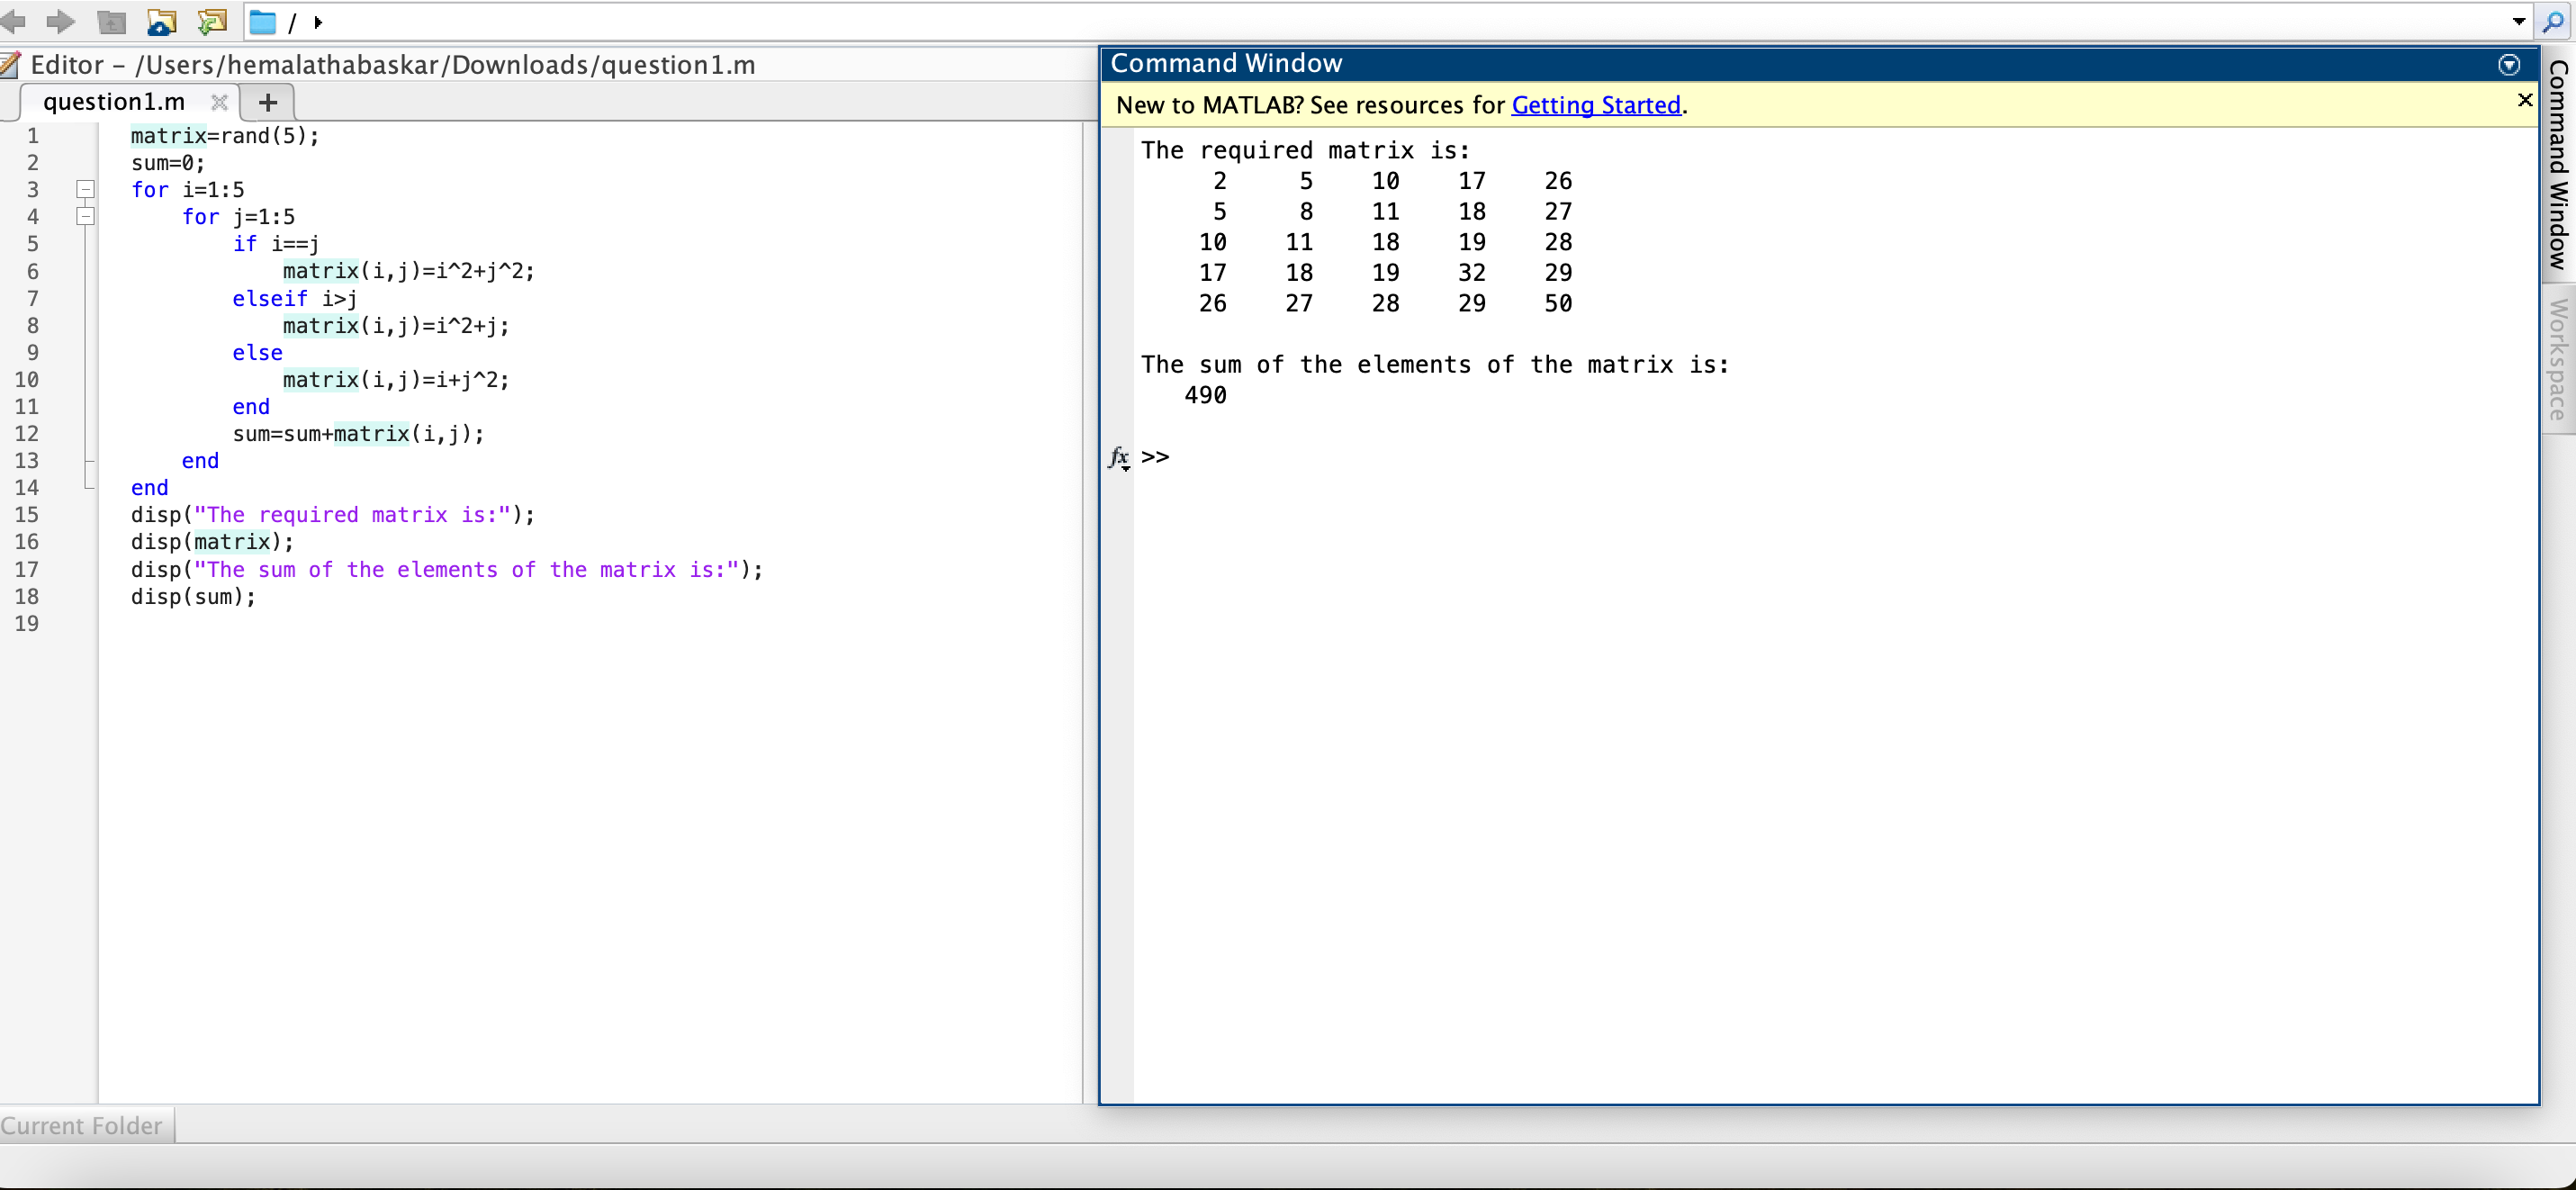 /
Editor – /Users/hemalathabaskar/Downloads/question1.m
question1.m
1 matrix=rand(5);
2 sum=0;
3 for i=1:5
4 for j=1:5
5 if i==j
6 matrix(i,j)=i^2+j^2;
7 elseif i>j
8 matrix(i,j)=i^2+j;
9 else
10 matrix(i,j)=i+j^2;
11 end
12 sum=sum+matrix(i,j);
13 end
14 end
15 disp("The required matrix is:");
16 disp(matrix);
17 disp("The sum of the elements of the matrix is:");
18 disp(sum);
19
Current Folder
Command Window
New to MATLAB? See resources for Getting Started.
The required matrix is:
2 5 10 17 26
5 8 11 18 27
10 11 18 19 28
17 18 19 32 29
26 27 28 29 50
The sum of the elements of the matrix is:
490
fx >>
Command Window
Workspace